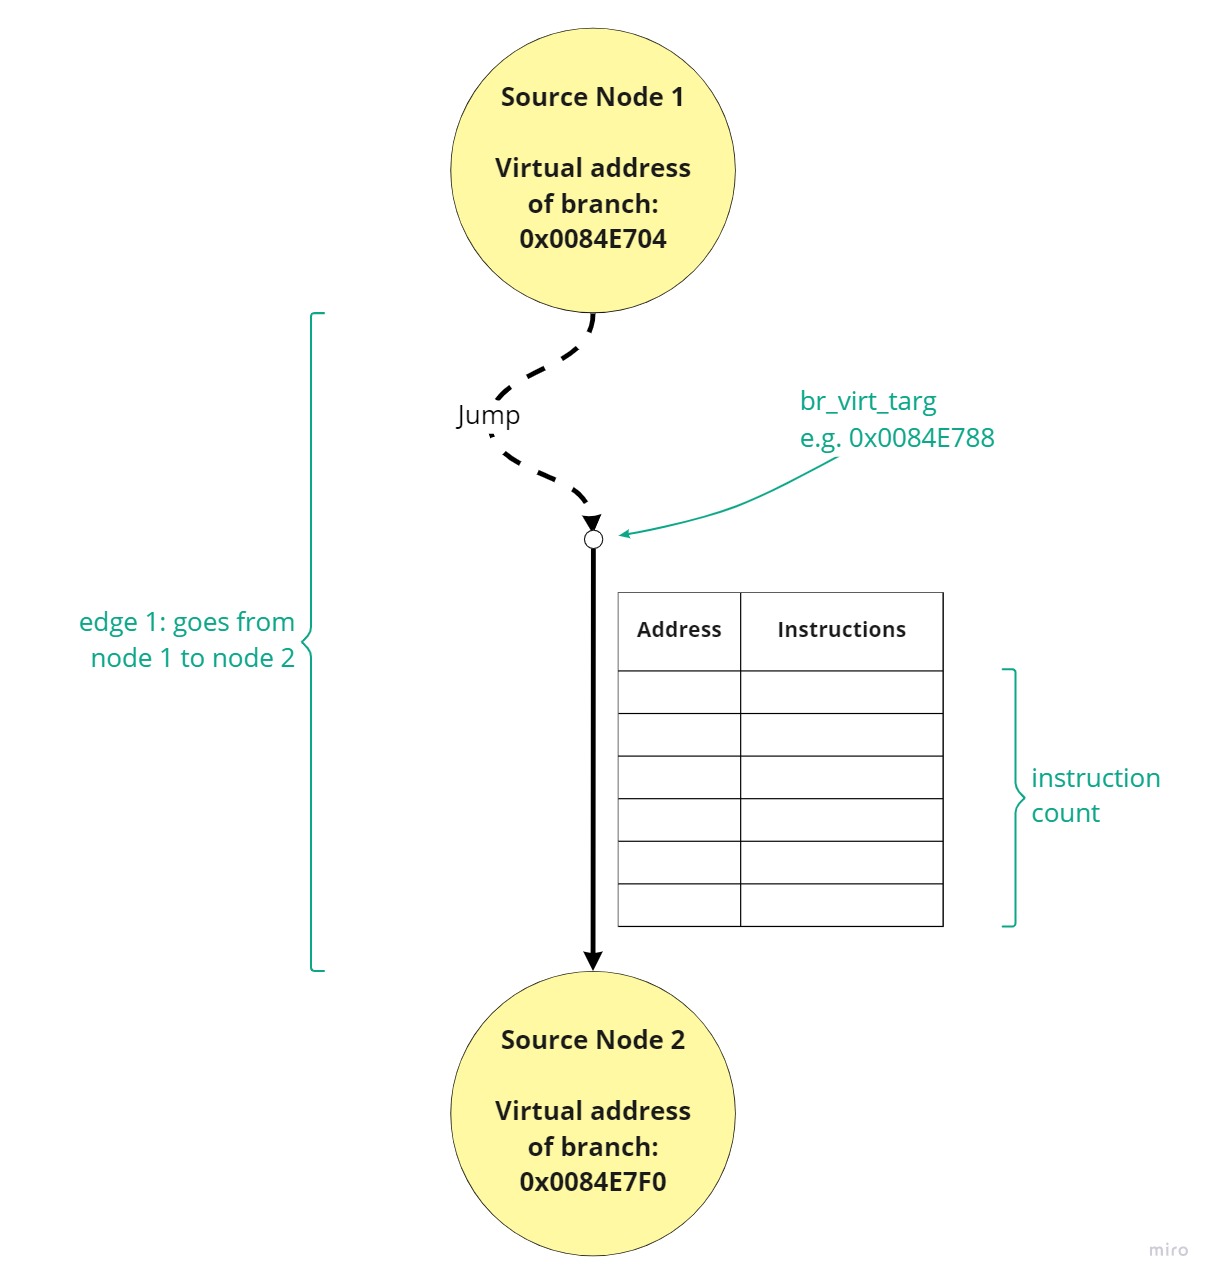 Source Node 1
Virtual address
of branch:
0x0084E704
Jump
br_virt_targ
e.g. 0x0084E788
edge 1: goes from
node 1 to node 2
Address Instructions
instruction
count
Source Node 2
Virtual address
of branch:
0x0084E7F0
miro